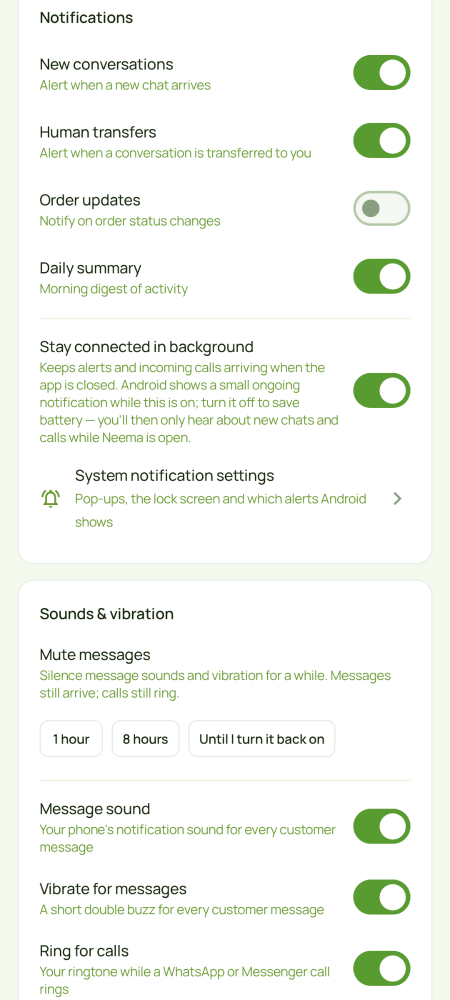 Notifications
New conversations
Alert when a new chat arrives
Human transfers
Alert when a conversation is transferred to you
Order updates
Notify on order status changes
Daily summary
Morning digest of activity
Stay connected in background
Keeps alerts and incoming calls arriving when the
app is closed. Android shows a small ongoing
notification while this is on; turn it off to save
battery — you'll then only hear about new chats and
calls while Neema is open.
System notification settings
Pop-ups, the lock screen and which alerts Android
shows
Sounds & vibration
Mute messages
Silence message sounds and vibration for a while. Messages
still arrive; calls still ring.
1 hour
8 hours
Until I turn it back on
Message sound
Your phone's notification sound for every customer
message
Vibrate for messages
A short double buzz for every customer message
Ring for calls
Your ringtone while a WhatsApp or Messenger call
rings